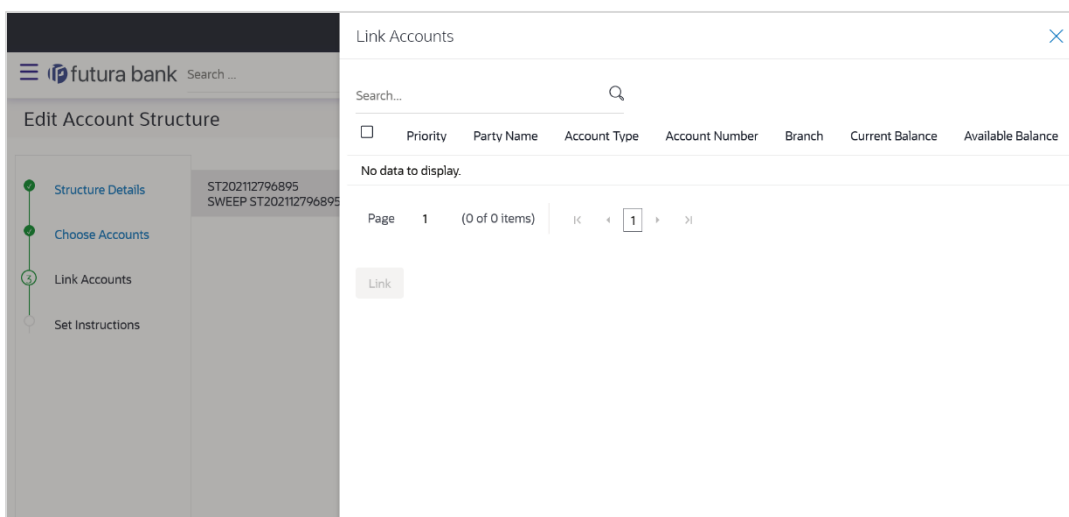 Link Accounts
futura bank Search ...
Search...
Edit Account Structure
Priority Party Name Account Type Account Number Branch Current Balance Available Balance
No data to display.
Structure Details
ST202112796895
SWEEP ST202112796895
Page 1 (0 of 0 items) 1
Choose Accounts
3 Link Accounts
Link
Set Instructions